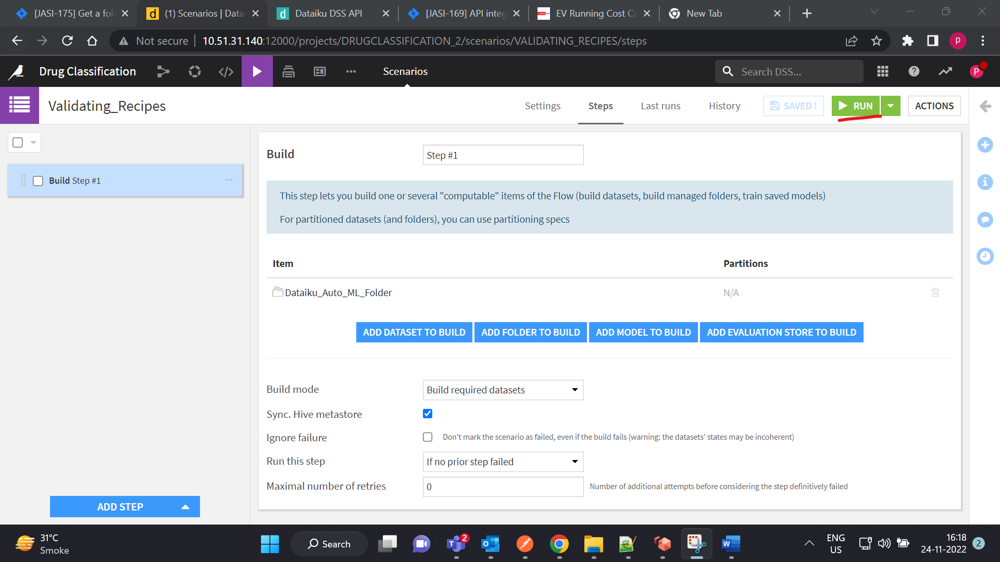 [JASI-175] Get a fol
(1) Scenarios | Datai
Dataiku DSS API
[JASI-169] API integ
EV Running Cost Ca
New Tab
Not secure 10.51.31.140:12000/projects/DRUGCLASSIFICATION_2/scenarios/VALIDATING_RECIPES/steps
P
Drug Classification
Scenarios
Search DSS...
P
Validating_Recipes
Settings
Steps
Last runs
History
SAVED !
RUN
ACTIONS
Build Step #1
Build
Step #1
This step lets you build one or several "computable" items of the Flow (build datasets, build managed folders, train saved models)
For partitioned datasets (and folders), you can use partitioning specs
Item Partitions
Dataiku_Auto_ML_Folder N/A
ADD DATASET TO BUILD
ADD FOLDER TO BUILD
ADD MODEL TO BUILD
ADD EVALUATION STORE TO BUILD
Build mode Build required datasets
Sync. Hive metastore
Ignore failure Don't mark the scenario as failed, even if the build fails (warning: the datasets' states may be incoherent)
Run this step If no prior step failed
Maximal number of retries 0 Number of additional attempts before considering the step definitively failed
ADD STEP
31°C
Smoke
Search
2
ENG
US
16:18
24-11-2022
2